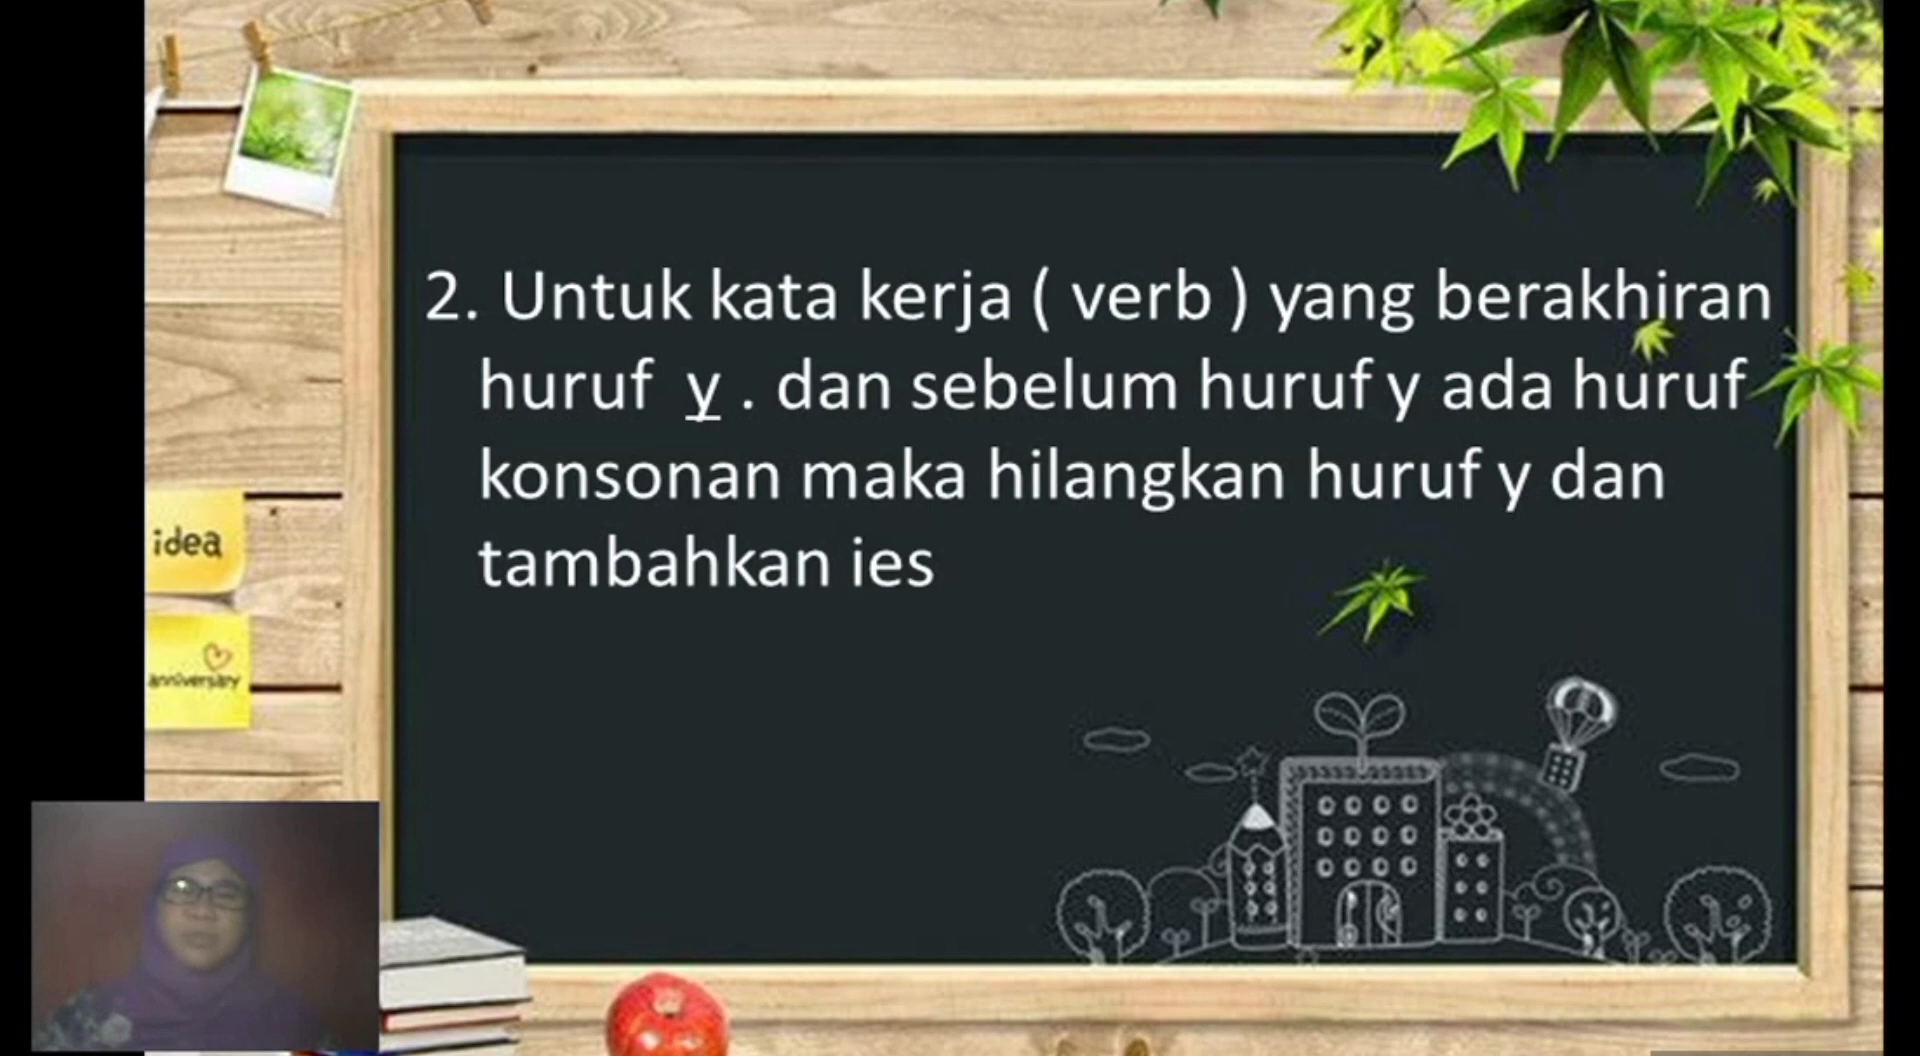 2. Untuk kata kerja ( verb ) yang berakhiran
huruf y . dan sebelum huruf y ada huruf
konsonan maka hilangkan huruf y dan
tambahkan ies
idea
anniversary